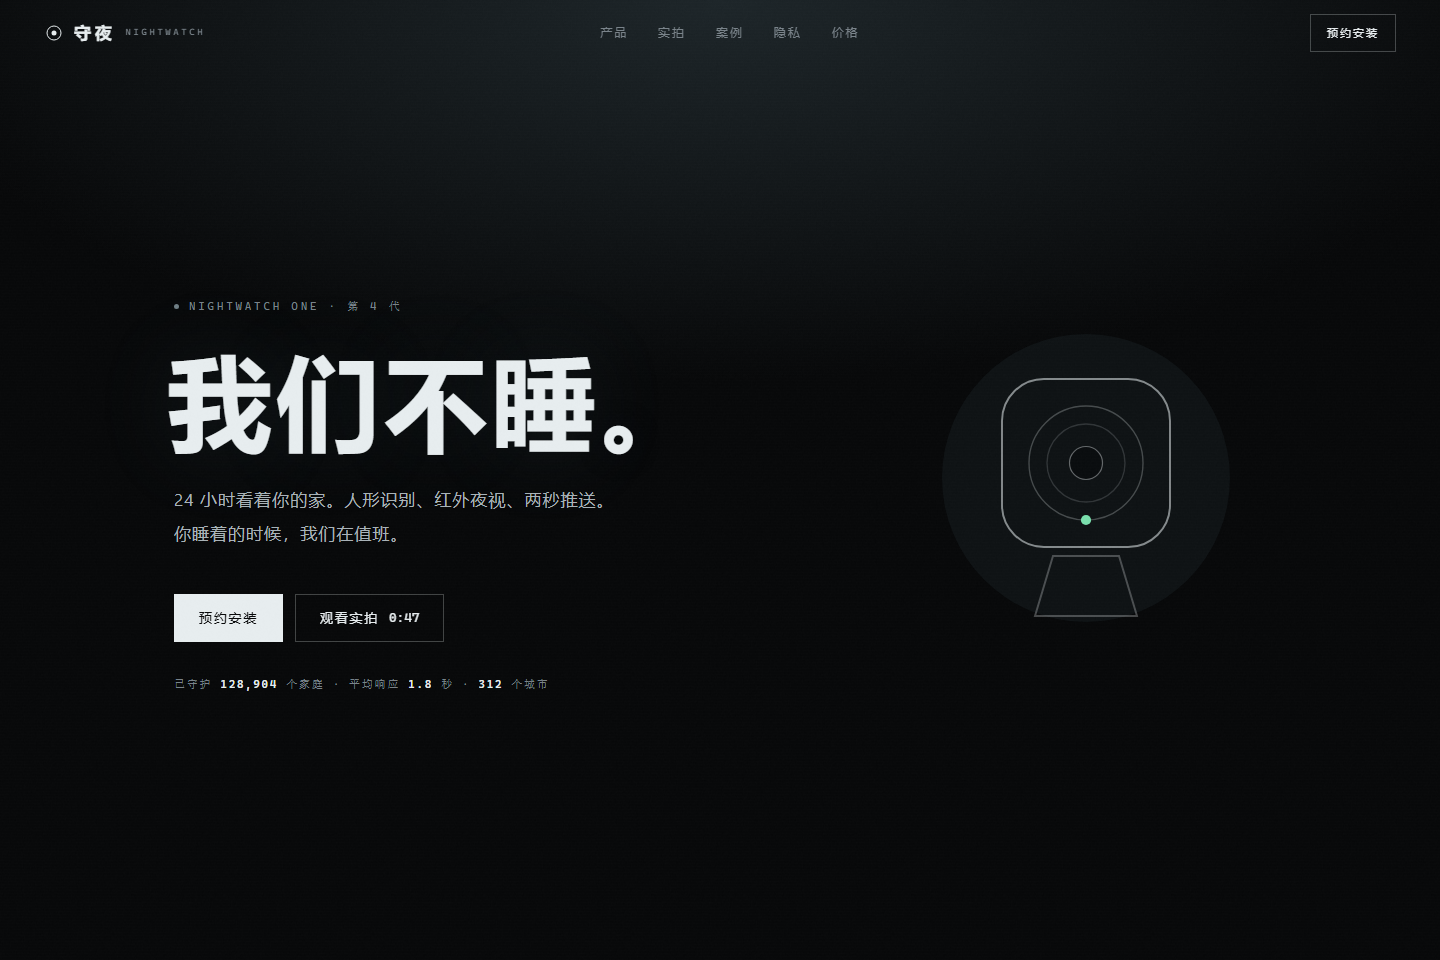 守夜 NIGHTWATCH
产品 实拍 案例 隐私 价格
预约安装
NIGHTWATCH ONE · 第 4 代
我们不睡。
24 小时看着你的家。人形识别、红外夜视、两秒推送。
你睡着的时候，我们在值班。
预约安装
观看实拍 0:47
已守护 128,904 个家庭 · 平均响应 1.8 秒 · 312 个城市